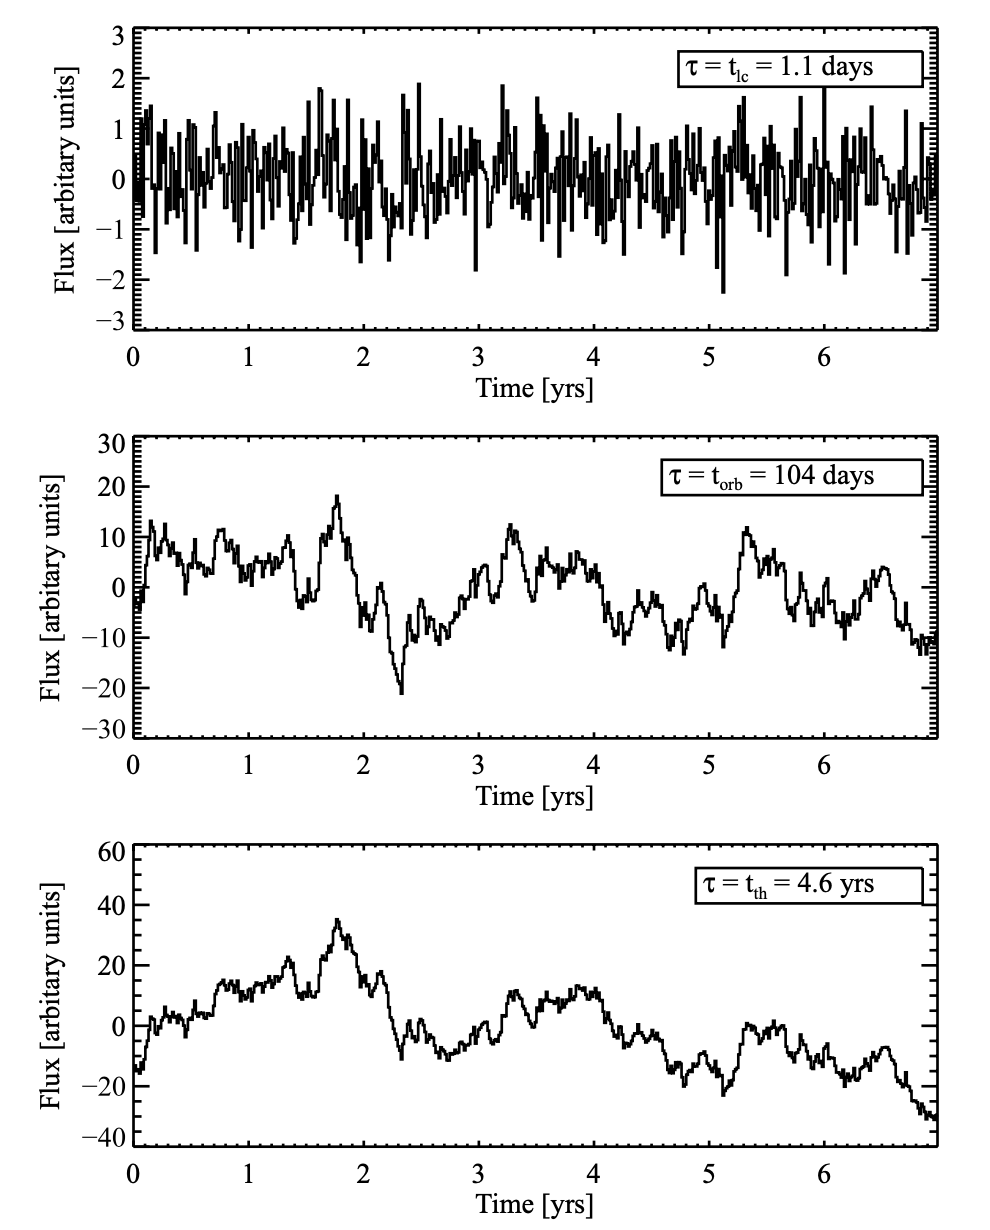 3
2
1
0
−1
−2
−3
Flux [arbitary units]
τ = tlc = 1.1 days
0 1 2 3 4 5 6
Time [yrs]
30
20
10
0
−10
−20
−30
Flux [arbitary units]
τ = torb = 104 days
0 1 2 3 4 5 6
Time [yrs]
60
40
20
0
−20
−40
Flux [arbitary units]
τ = tth = 4.6 yrs
0 1 2 3 4 5 6
Time [yrs]